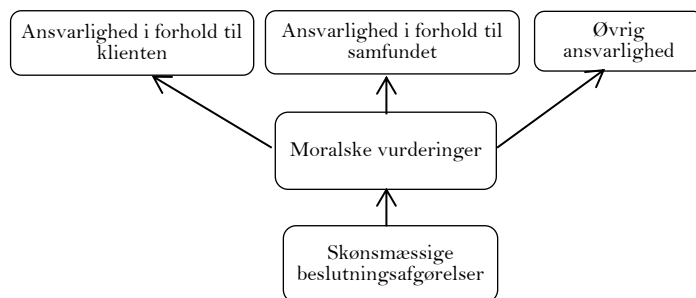 Ansvarlighed i forhold til
klienten
Ansvarlighed i forhold til
samfundet
Øvrig
ansvarlighed
Moralske vurderinger
Skønsmæssige
beslutningsafgørelser